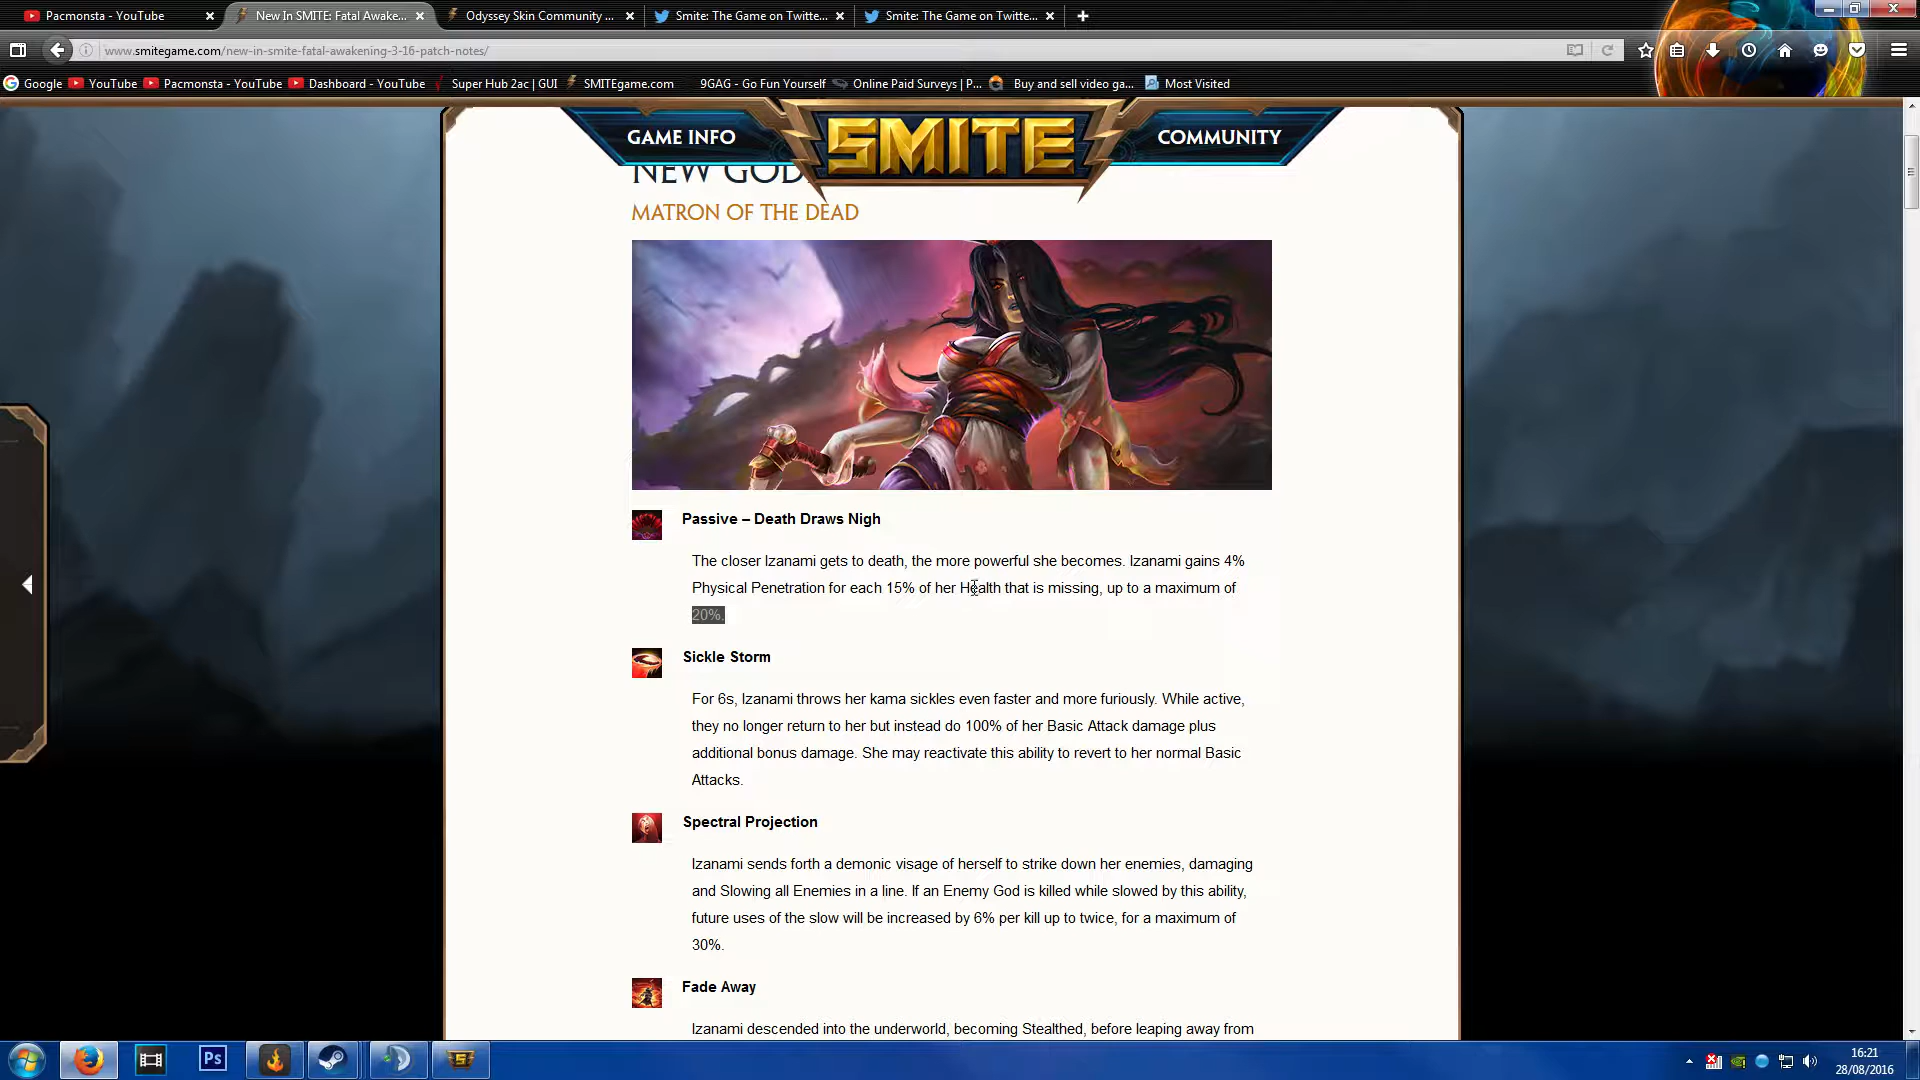 Pacmonsta - YouTube
New In SMITE: Fatal Awake...
Odyssey Skin Community ...
Smite: The Game on Twitte...
Smite: The Game on Twitte...
www.smitegame.com/new-in-smite-fatal-awakening-3-16-patch-notes/
Google YouTube Pacmonsta - YouTube Dashboard - YouTube Super Hub 2ac | GUI SMITEgame.com 9GAG - Go Fun Yourself Online Paid Surveys | P... Buy and sell video ga... Most Visited
GAME INFO SMITE COMMUNITY
NEW GOD:
MATRON OF THE DEAD
Passive – Death Draws Nigh
The closer Izanami gets to death, the more powerful she becomes. Izanami gains 4%
Physical Penetration for each 15% of her Health that is missing, up to a maximum of
20%.
Sickle Storm
For 6s, Izanami throws her kama sickles even faster and more furiously. While active,
they no longer return to her but instead do 100% of her Basic Attack damage plus
additional bonus damage. She may reactivate this ability to revert to her normal Basic
Attacks.
Spectral Projection
Izanami sends forth a demonic visage of herself to strike down her enemies, damaging
and Slowing all Enemies in a line. If an Enemy God is killed while slowed by this ability,
future uses of the slow will be increased by 6% per kill up to twice, for a maximum of
30%.
Fade Away
Izanami descended into the underworld, becoming Stealthed, before leaping away from
Ps
16:21
28/08/2016